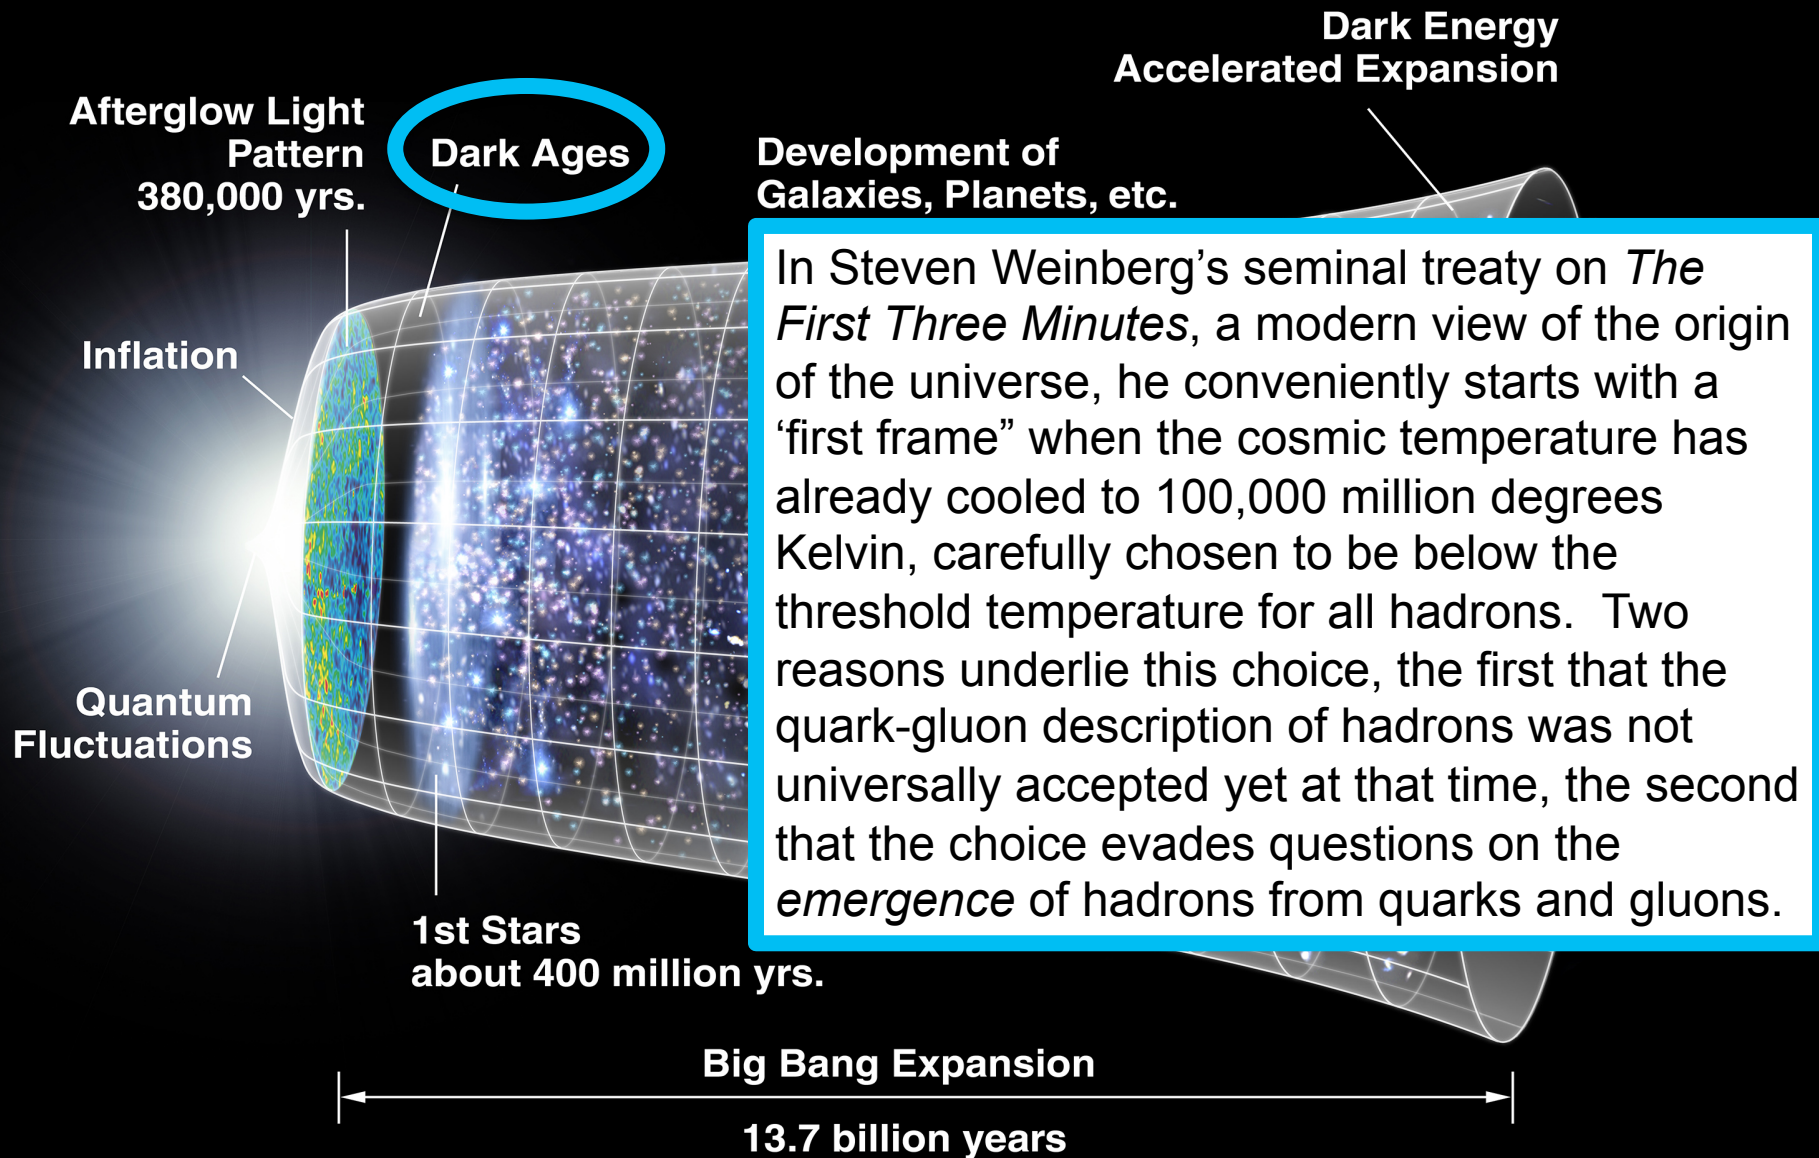 Dark Energy
Accelerated Expansion
Afterglow Light
Pattern
380,000 yrs.
Dark Ages
Development of
Galaxies, Planets, etc.
Inflation
Quantum
Fluctuations
In Steven Weinberg’s seminal treaty on The
First Three Minutes, a modern view of the origin
of the universe, he conveniently starts with a
‘first frame” when the cosmic temperature has
already cooled to 100,000 million degrees
Kelvin, carefully chosen to be below the
threshold temperature for all hadrons.  Two
reasons underlie this choice, the first that the
quark-gluon description of hadrons was not
universally accepted yet at that time, the second
that the choice evades questions on the
emergence of hadrons from quarks and gluons.
1st Stars
about 400 million yrs.
Big Bang Expansion
13.7 billion years